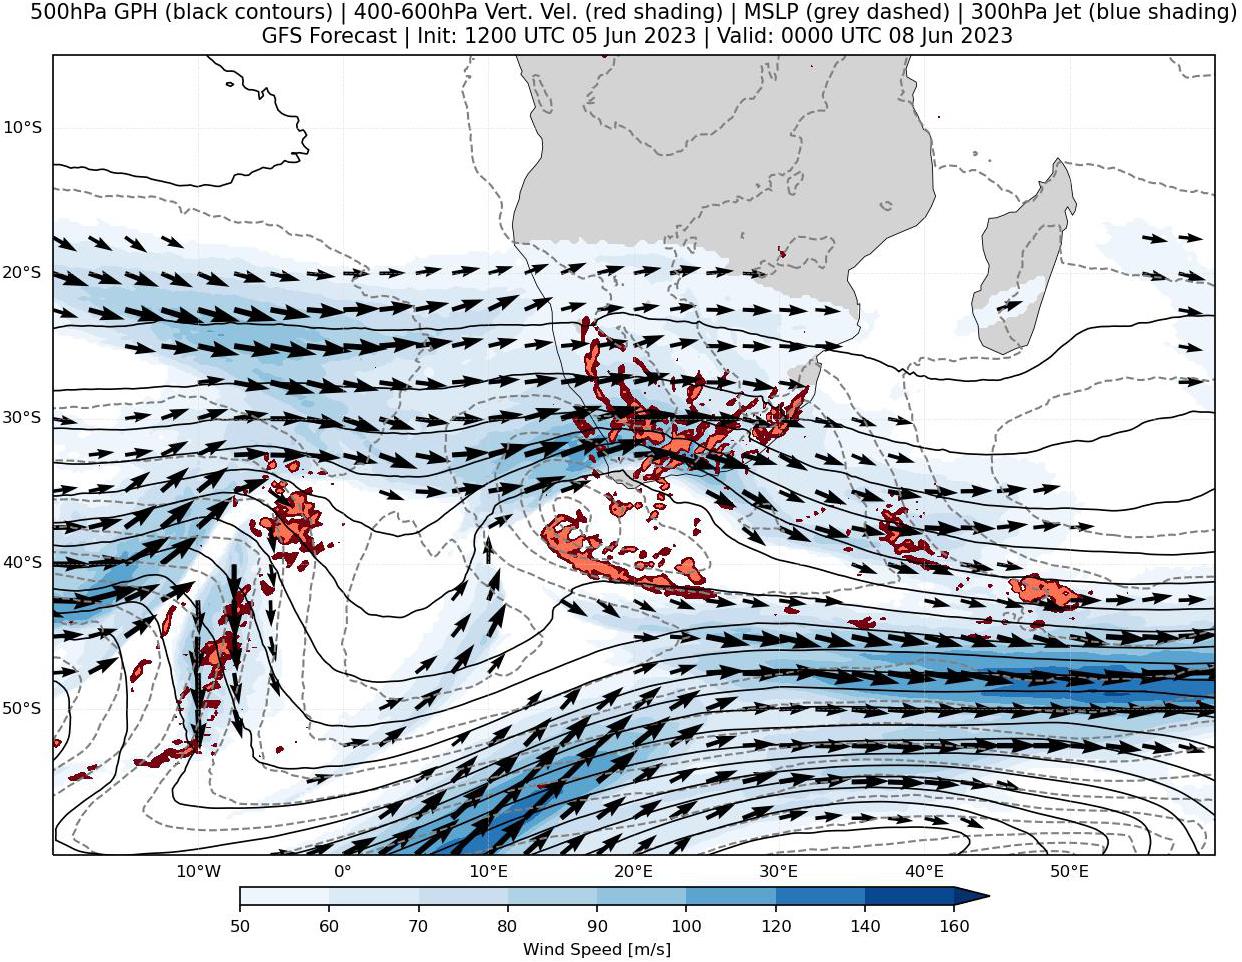 500hPa GPH (black contours) | 400-600hPa Vert. Vel. (red shading) | MSLP (grey dashed) | 300hPa Jet (blue shading)
GFS Forecast | Init: 1200 UTC 05 Jun 2023 | Valid: 0000 UTC 08 Jun 2023
10°S
20°S
30°S
40°S
50°S
10°W 0° 10°E 20°E 30°E 40°E 50°E
50 60 70 80 90 100 120 140 160
Wind Speed [m/s]